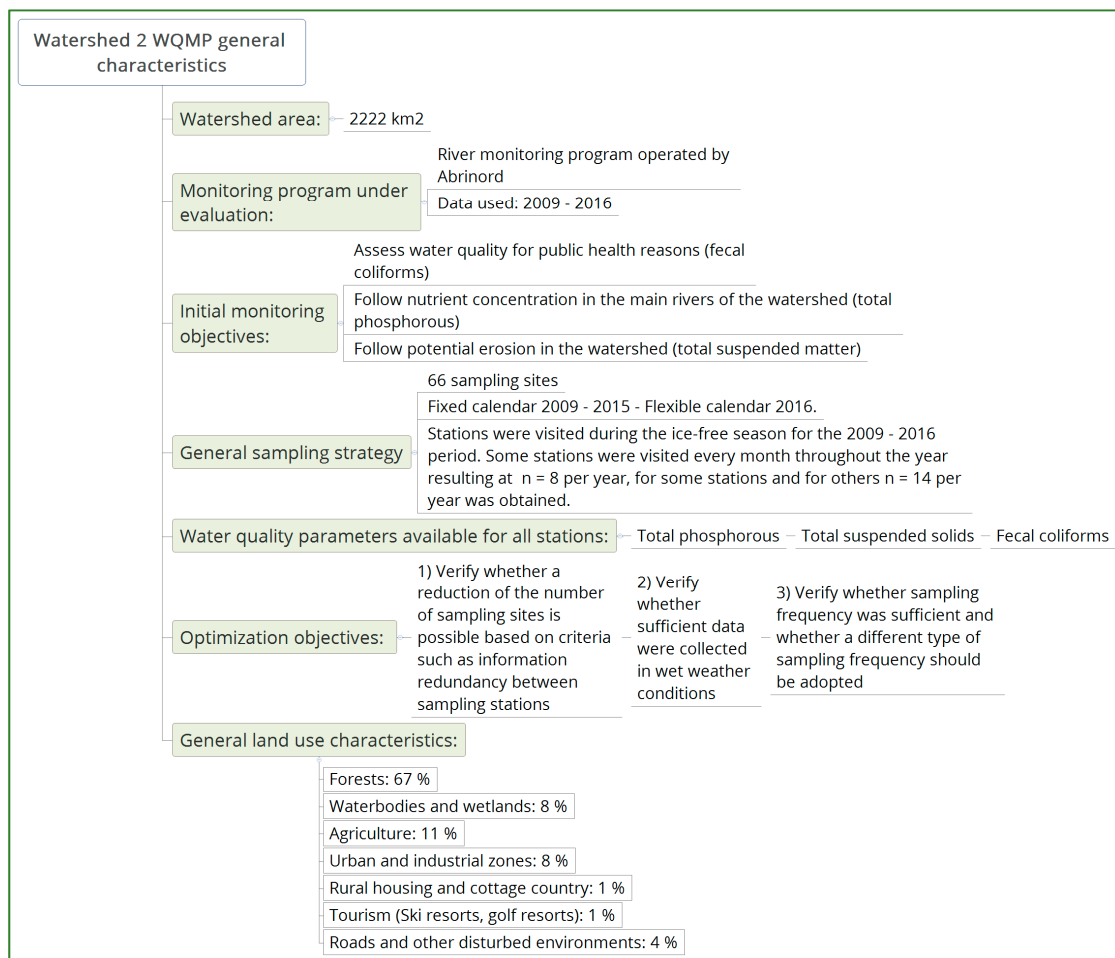 Watershed 2 WQMP general
characteristics
Watershed area:
2222 km2
Monitoring program under
evaluation:
River monitoring program operated by
Abrinord
Data used: 2009 - 2016
Initial monitoring
objectives:
Assess water quality for public health reasons (fecal
coliforms)
Follow nutrient concentration in the main rivers of the watershed (total
phosphorous)
Follow potential erosion in the watershed (total suspended matter)
General sampling strategy
66 sampling sites
Fixed calendar 2009 - 2015 - Flexible calendar 2016.
Stations were visited during the ice-free season for the 2009 - 2016
period. Some stations were visited every month throughout the year
resulting at  n = 8 per year, for some stations and for others n = 14 per
year was obtained.
Water quality parameters available for all stations:
Total phosphorous
Total suspended solids
Fecal coliforms
Optimization objectives:
1) Verify whether a
reduction of the number
of sampling sites is
possible based on criteria
such as information
redundancy between
sampling stations
2) Verify
whether
sufficient data
were collected
in wet weather
conditions
3) Verify whether sampling
frequency was sufficient and
whether a different type of
sampling frequency should
be adopted
General land use characteristics:
Forests: 67 %
Waterbodies and wetlands: 8 %
Agriculture: 11 %
Urban and industrial zones: 8 %
Rural housing and cottage country: 1 %
Tourism (Ski resorts, golf resorts): 1 %
Roads and other disturbed environments: 4 %